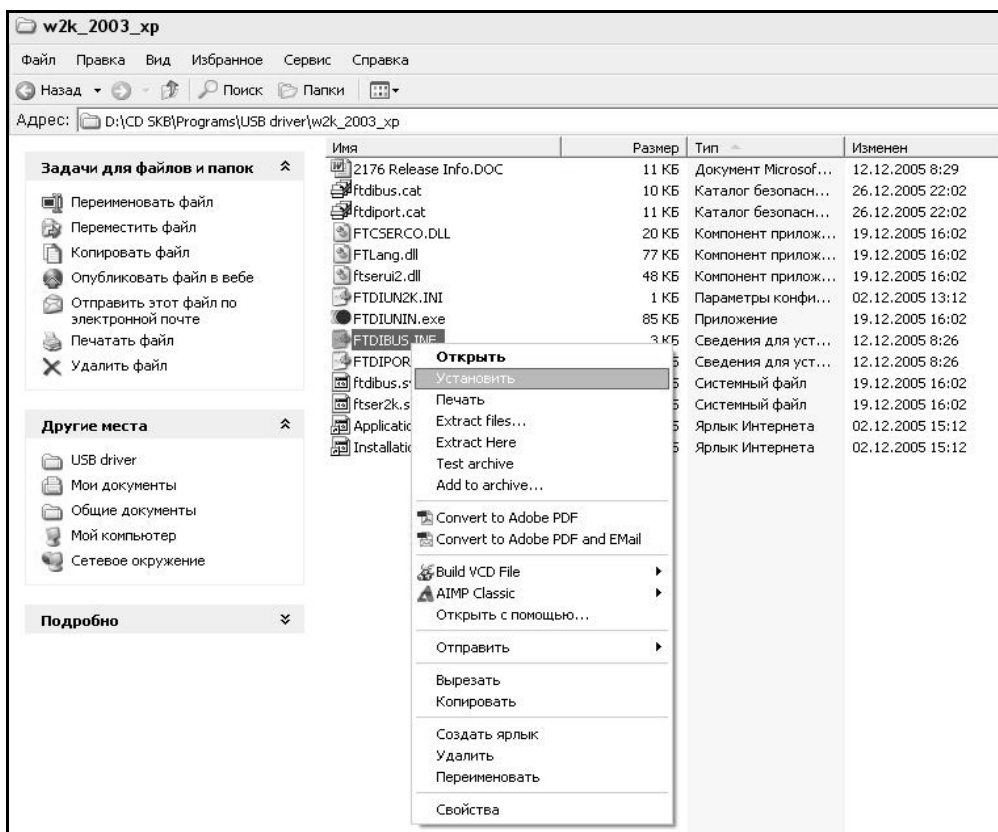 w2k_2003_xp
Файл Правка Вид Избранное Сервис Справка
Назад Поиск Папки
Адрес: D:\CD SKB\Programs\USB driver\w2k_2003_xp
Задачи для файлов и папок
Переименовать файл
Переместить файл
Копировать файл
Опубликовать файл в вебе
Отправить этот файл по
электронной почте
Печатать файл
Удалить файл
Другие места
USB driver
Мои документы
Общие документы
Мой компьютер
Сетевое окружение
Подробно
Имя Размер Тип Изменен
2176 Release Info.DOC 11 КБ Документ Microsof... 12.12.2005 8:29
ftdibus.cat 10 КБ Каталог безопасн... 26.12.2005 22:02
ftdiport.cat 11 КБ Каталог безопасн... 26.12.2005 22:02
FTCSERCO.DLL 20 КБ Компонент прилож... 19.12.2005 16:02
FTLang.dll 77 КБ Компонент прилож... 19.12.2005 16:02
ftserui2.dll 48 КБ Компонент прилож... 19.12.2005 16:02
FTDIUN2K.INI 1 КБ Параметры конфи... 02.12.2005 13:12
FTDIUNIN.exe 85 КБ Приложение 19.12.2005 16:02
FTDIBUS.INF 3 КБ Сведения для уст... 12.12.2005 8:26
FTDIPOR Б Сведения для уст... 12.12.2005 8:26
ftdibus.s Б Системный файл 19.12.2005 16:02
ftser2k.s Б Системный файл 19.12.2005 16:02
Applicatio Б Ярлык Интернета 02.12.2005 15:12
Installatio Б Ярлык Интернета 02.12.2005 15:12
Открыть
Установить
Печать
Extract files...
Extract Here
Test archive
Add to archive...
Convert to Adobe PDF
Convert to Adobe PDF and EMail
Build VCD File
AIMP Classic
Открыть с помощью...
Отправить
Вырезать
Копировать
Создать ярлык
Удалить
Переименовать
Свойства